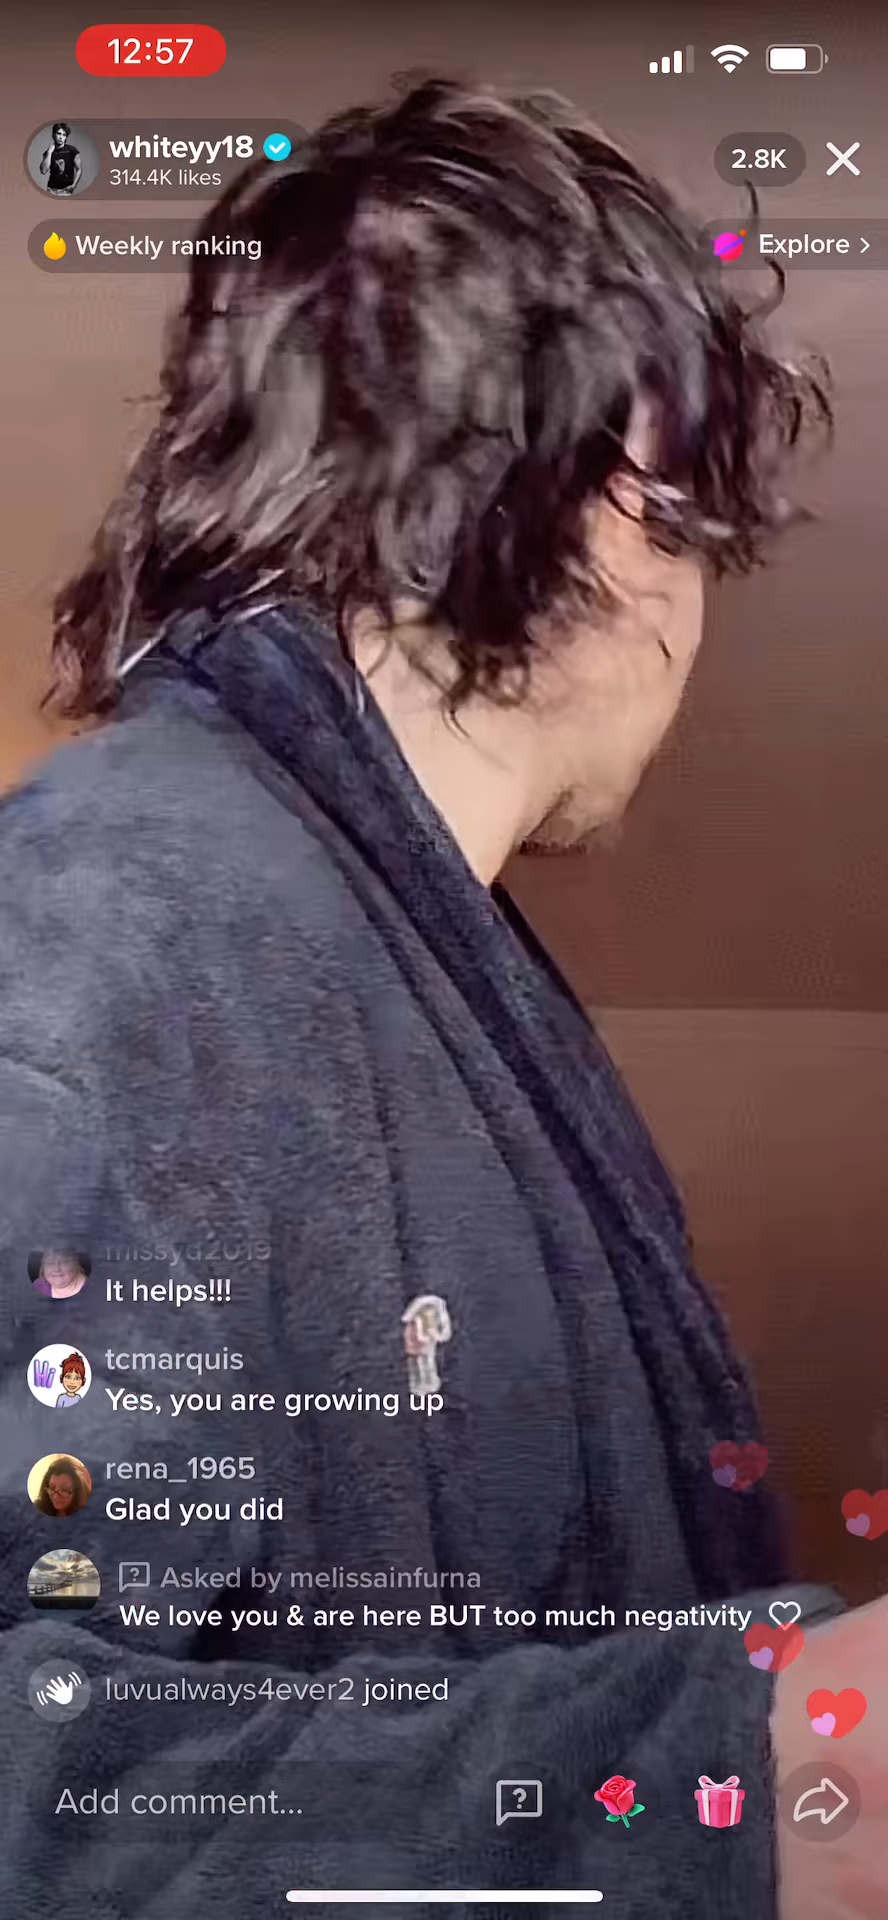 12:57
whiteyy18
314.4K likes
2.8K
Weekly ranking
Explore >
missyd2019
It helps!!!
tcmarquis
Hi
Yes, you are growing up
rena_1965
Glad you did
Asked by melissainfurna
We love you & are here BUT too much negativity
luvualways4ever2 joined
Add comment...